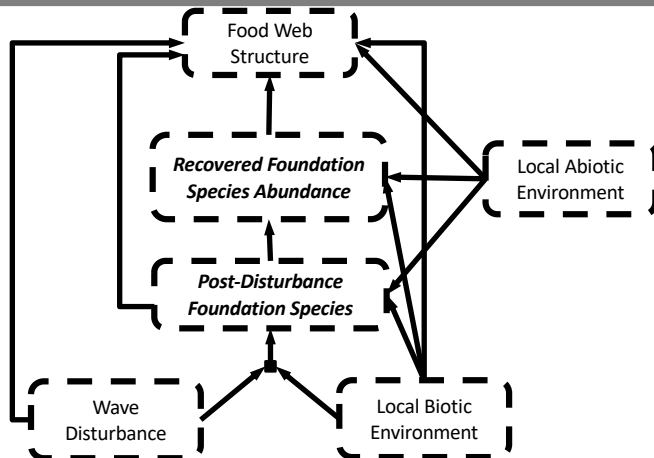 Food Web
Structure
Recovered Foundation
Species Abundance
Local Abiotic
Environment
Post-Disturbance
Foundation Species
Wave
Disturbance
Local Biotic
Environment